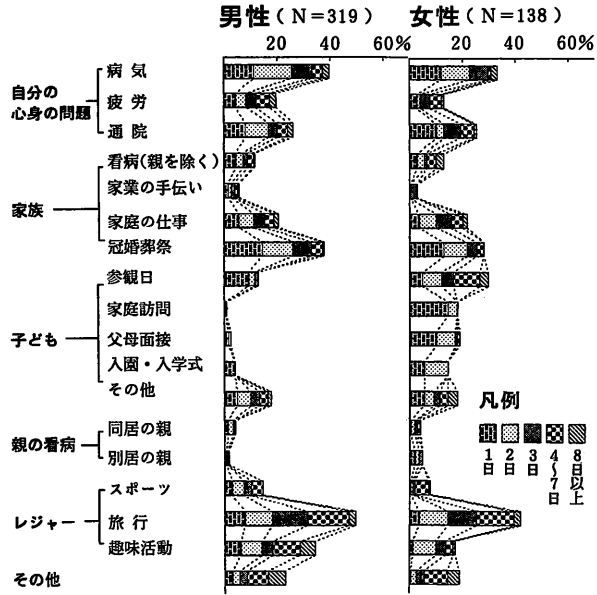 男性(N=319) 女性(N=138)
20 40 60% 20 40 60%
自分の
心身の問題
病気
疲労
通院
家族
看病(親を除く)
家業の手伝い
家庭の仕事
冠婚葬祭
子ども
参観日
家庭訪問
父母面接
入園・入学式
その他
親の看病
同居の親
別居の親
レジャー
スポーツ
旅行
趣味活動
その他
凡例
1日
2日
3日
4〜7日
8日以上